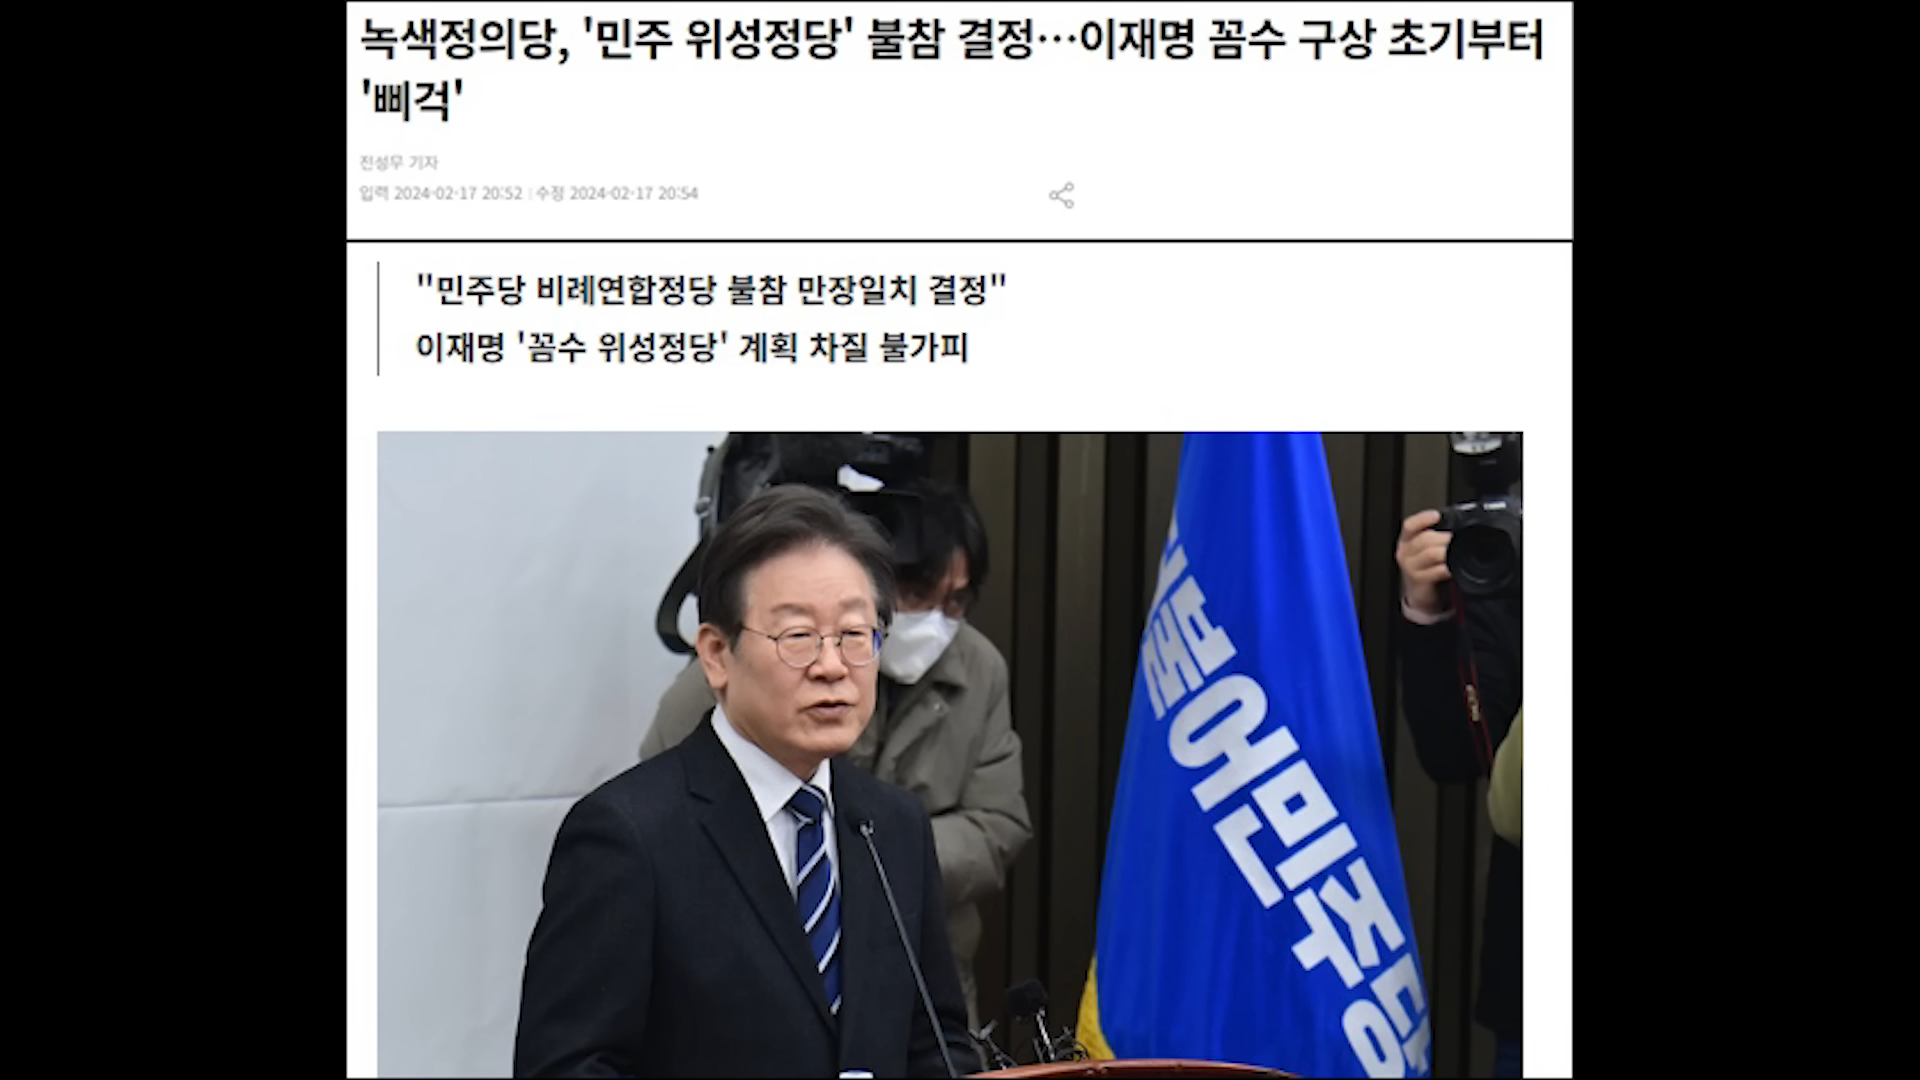 녹색정의당, '민주 위성정당' 불참 결정…이재명 꼼수 구상 초기부터
'삐걱'
전성무 기자
입력 2024-02-17 20:52 | 수정 2024-02-17 20:54
"민주당 비례연합정당 불참 만장일치 결정"
이재명 '꼼수 위성정당' 계획 차질 불가피
더불어민주당